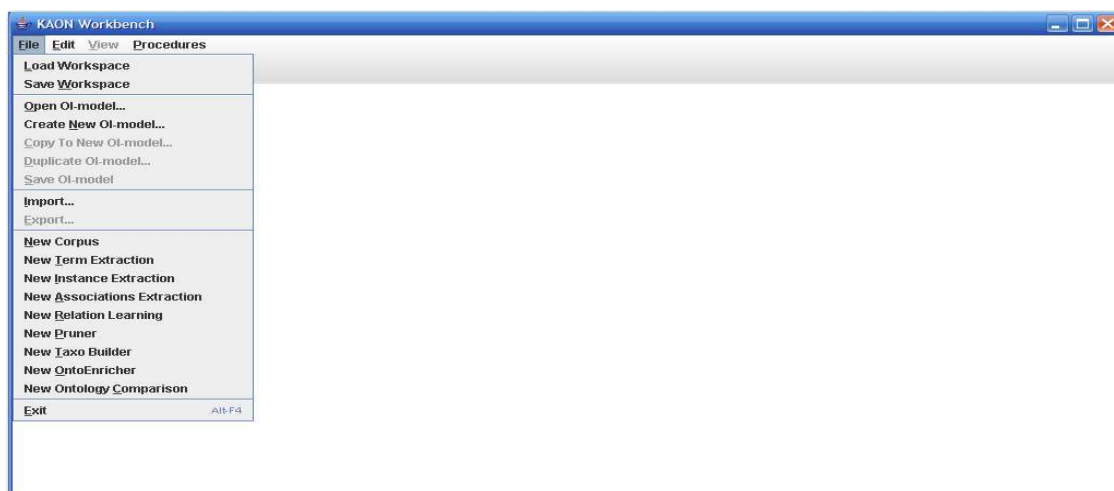 KAON Workbench
File Edit View Procedures
Load Workspace
Save Workspace
Open OI-model...
Create New OI-model...
Copy To New OI-model...
Duplicate OI-model...
Save OI-model
Import...
Export...
New Corpus
New Term Extraction
New Instance Extraction
New Associations Extraction
New Relation Learning
New Pruner
New Taxo Builder
New OntoEnricher
New Ontology Comparison
Exit Alt-F4